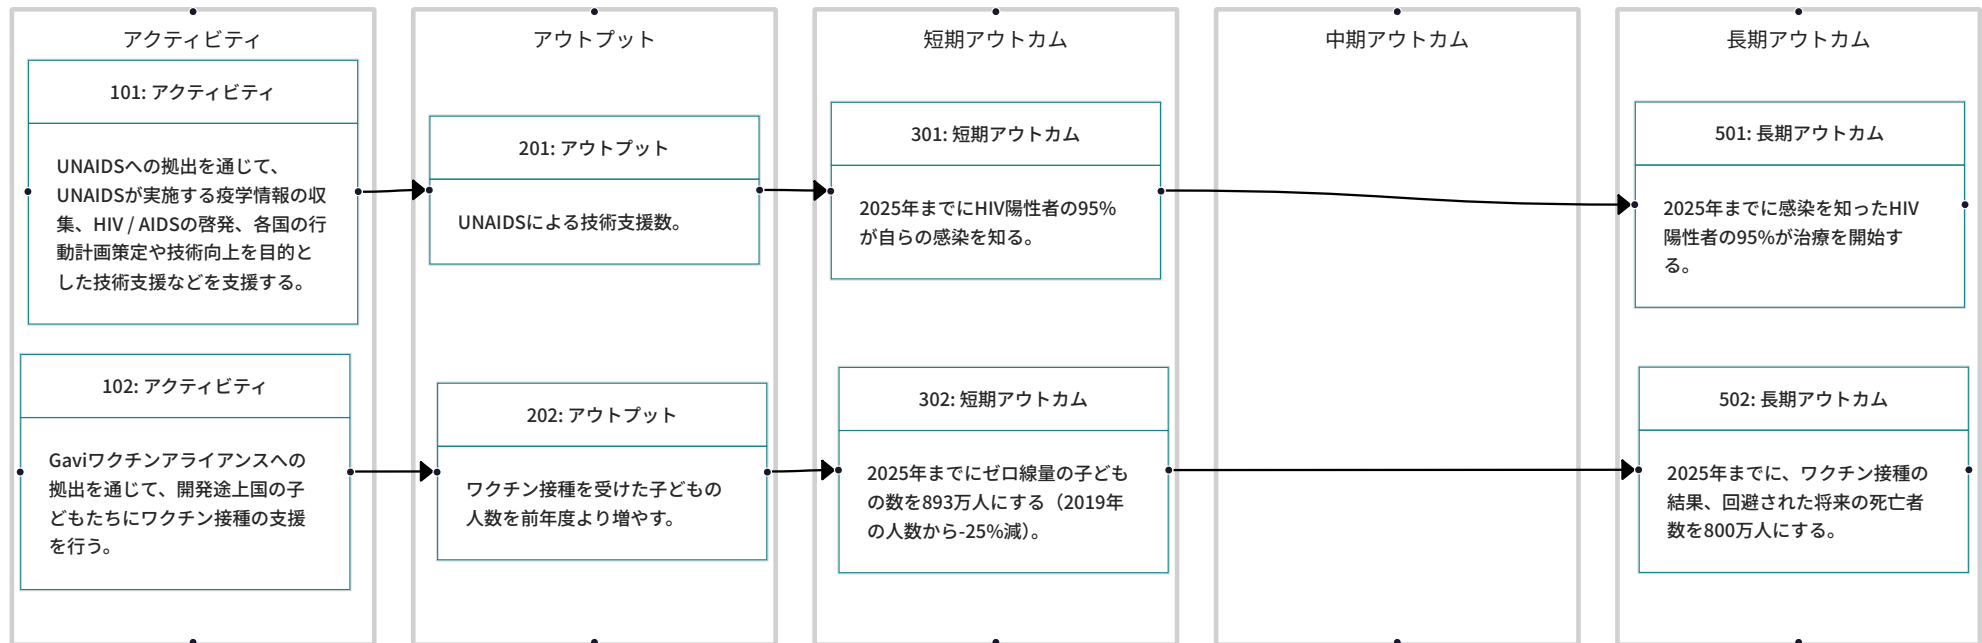 アクティビティ
アウトプット
短期アウトカム
中期アウトカム
長期アウトカム
101: アクティビティ
UNAIDSへの拠出を通じて、
UNAIDSが実施する疫学情報の収
集、HIV / AIDSの啓発、各国の行
動計画策定や技術向上を目的と
した技術支援などを支援する。
201: アウトプット
UNAIDSによる技術支援数。
301: 短期アウトカム
2025年までにHIV陽性者の95%
が自らの感染を知る。
501: 長期アウトカム
2025年までに感染を知ったHIV
陽性者の95%が治療を開始す
る。
102: アクティビティ
Gaviワクチンアライアンスへの
拠出を通じて、開発途上国の子
どもたちにワクチン接種の支援
を行う。
202: アウトプット
ワクチン接種を受けた子どもの
人数を前年度より増やす。
302: 短期アウトカム
2025年までにゼロ線量の子ども
の数を893万人にする（2019年
の人数から-25%減）。
502: 長期アウトカム
2025年までに、ワクチン接種の
結果、回避された将来の死亡者
数を800万人にする。